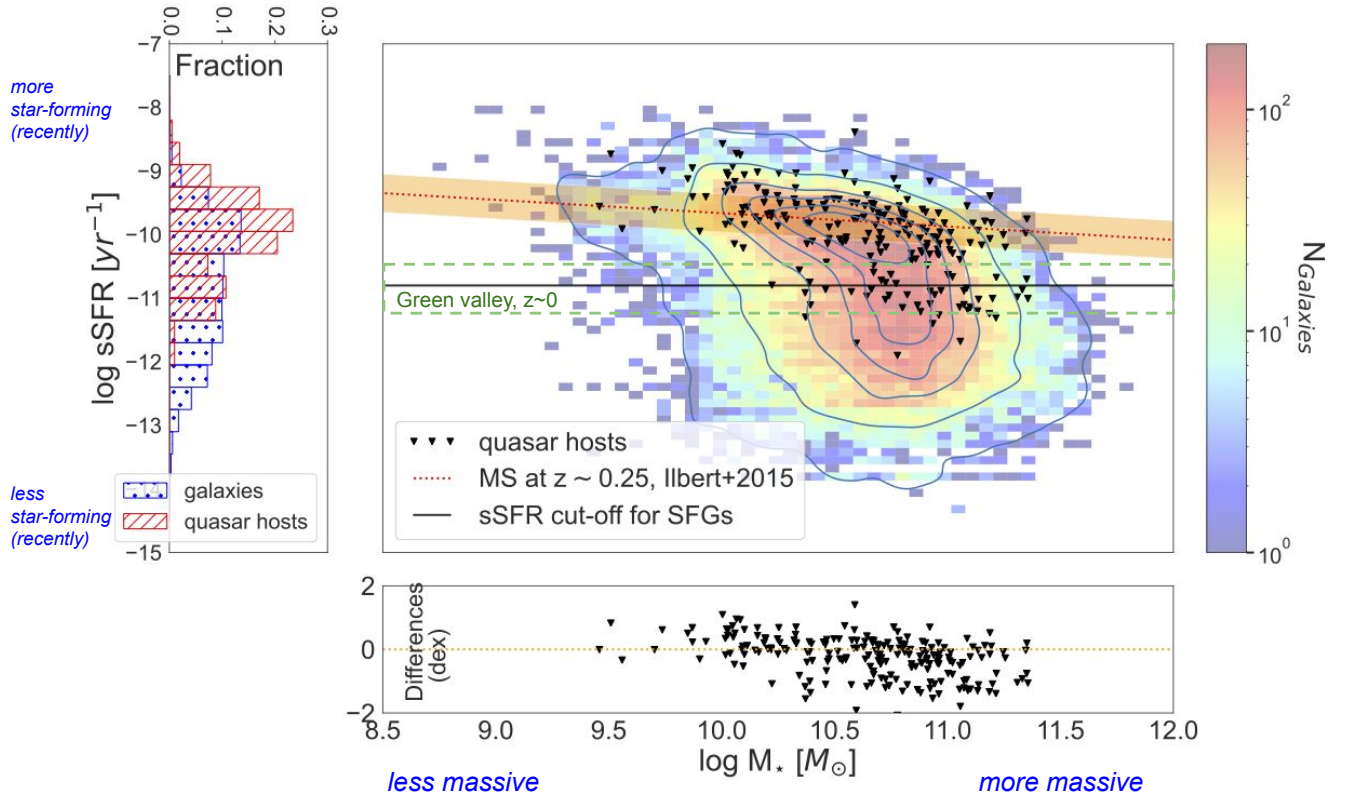 0.0
0.1
0.2
0.3
Fraction
more
star-forming
(recently)
−7
−8
−9
−10
−11
−12
−13
−15
log sSFR [yr⁻¹]
less
star-forming
(recently)
galaxies
quasar hosts
Green valley, z~0
quasar hosts
MS at z ∼ 0.25, Ilbert+2015
sSFR cut-off for SFGs
10²
10¹
10⁰
N_Galaxies
2
0
−2
Differences
(dex)
8.5
9.0
9.5
10.0
10.5
11.0
11.5
12.0
log M⋆ [M⊙]
less massive
more massive